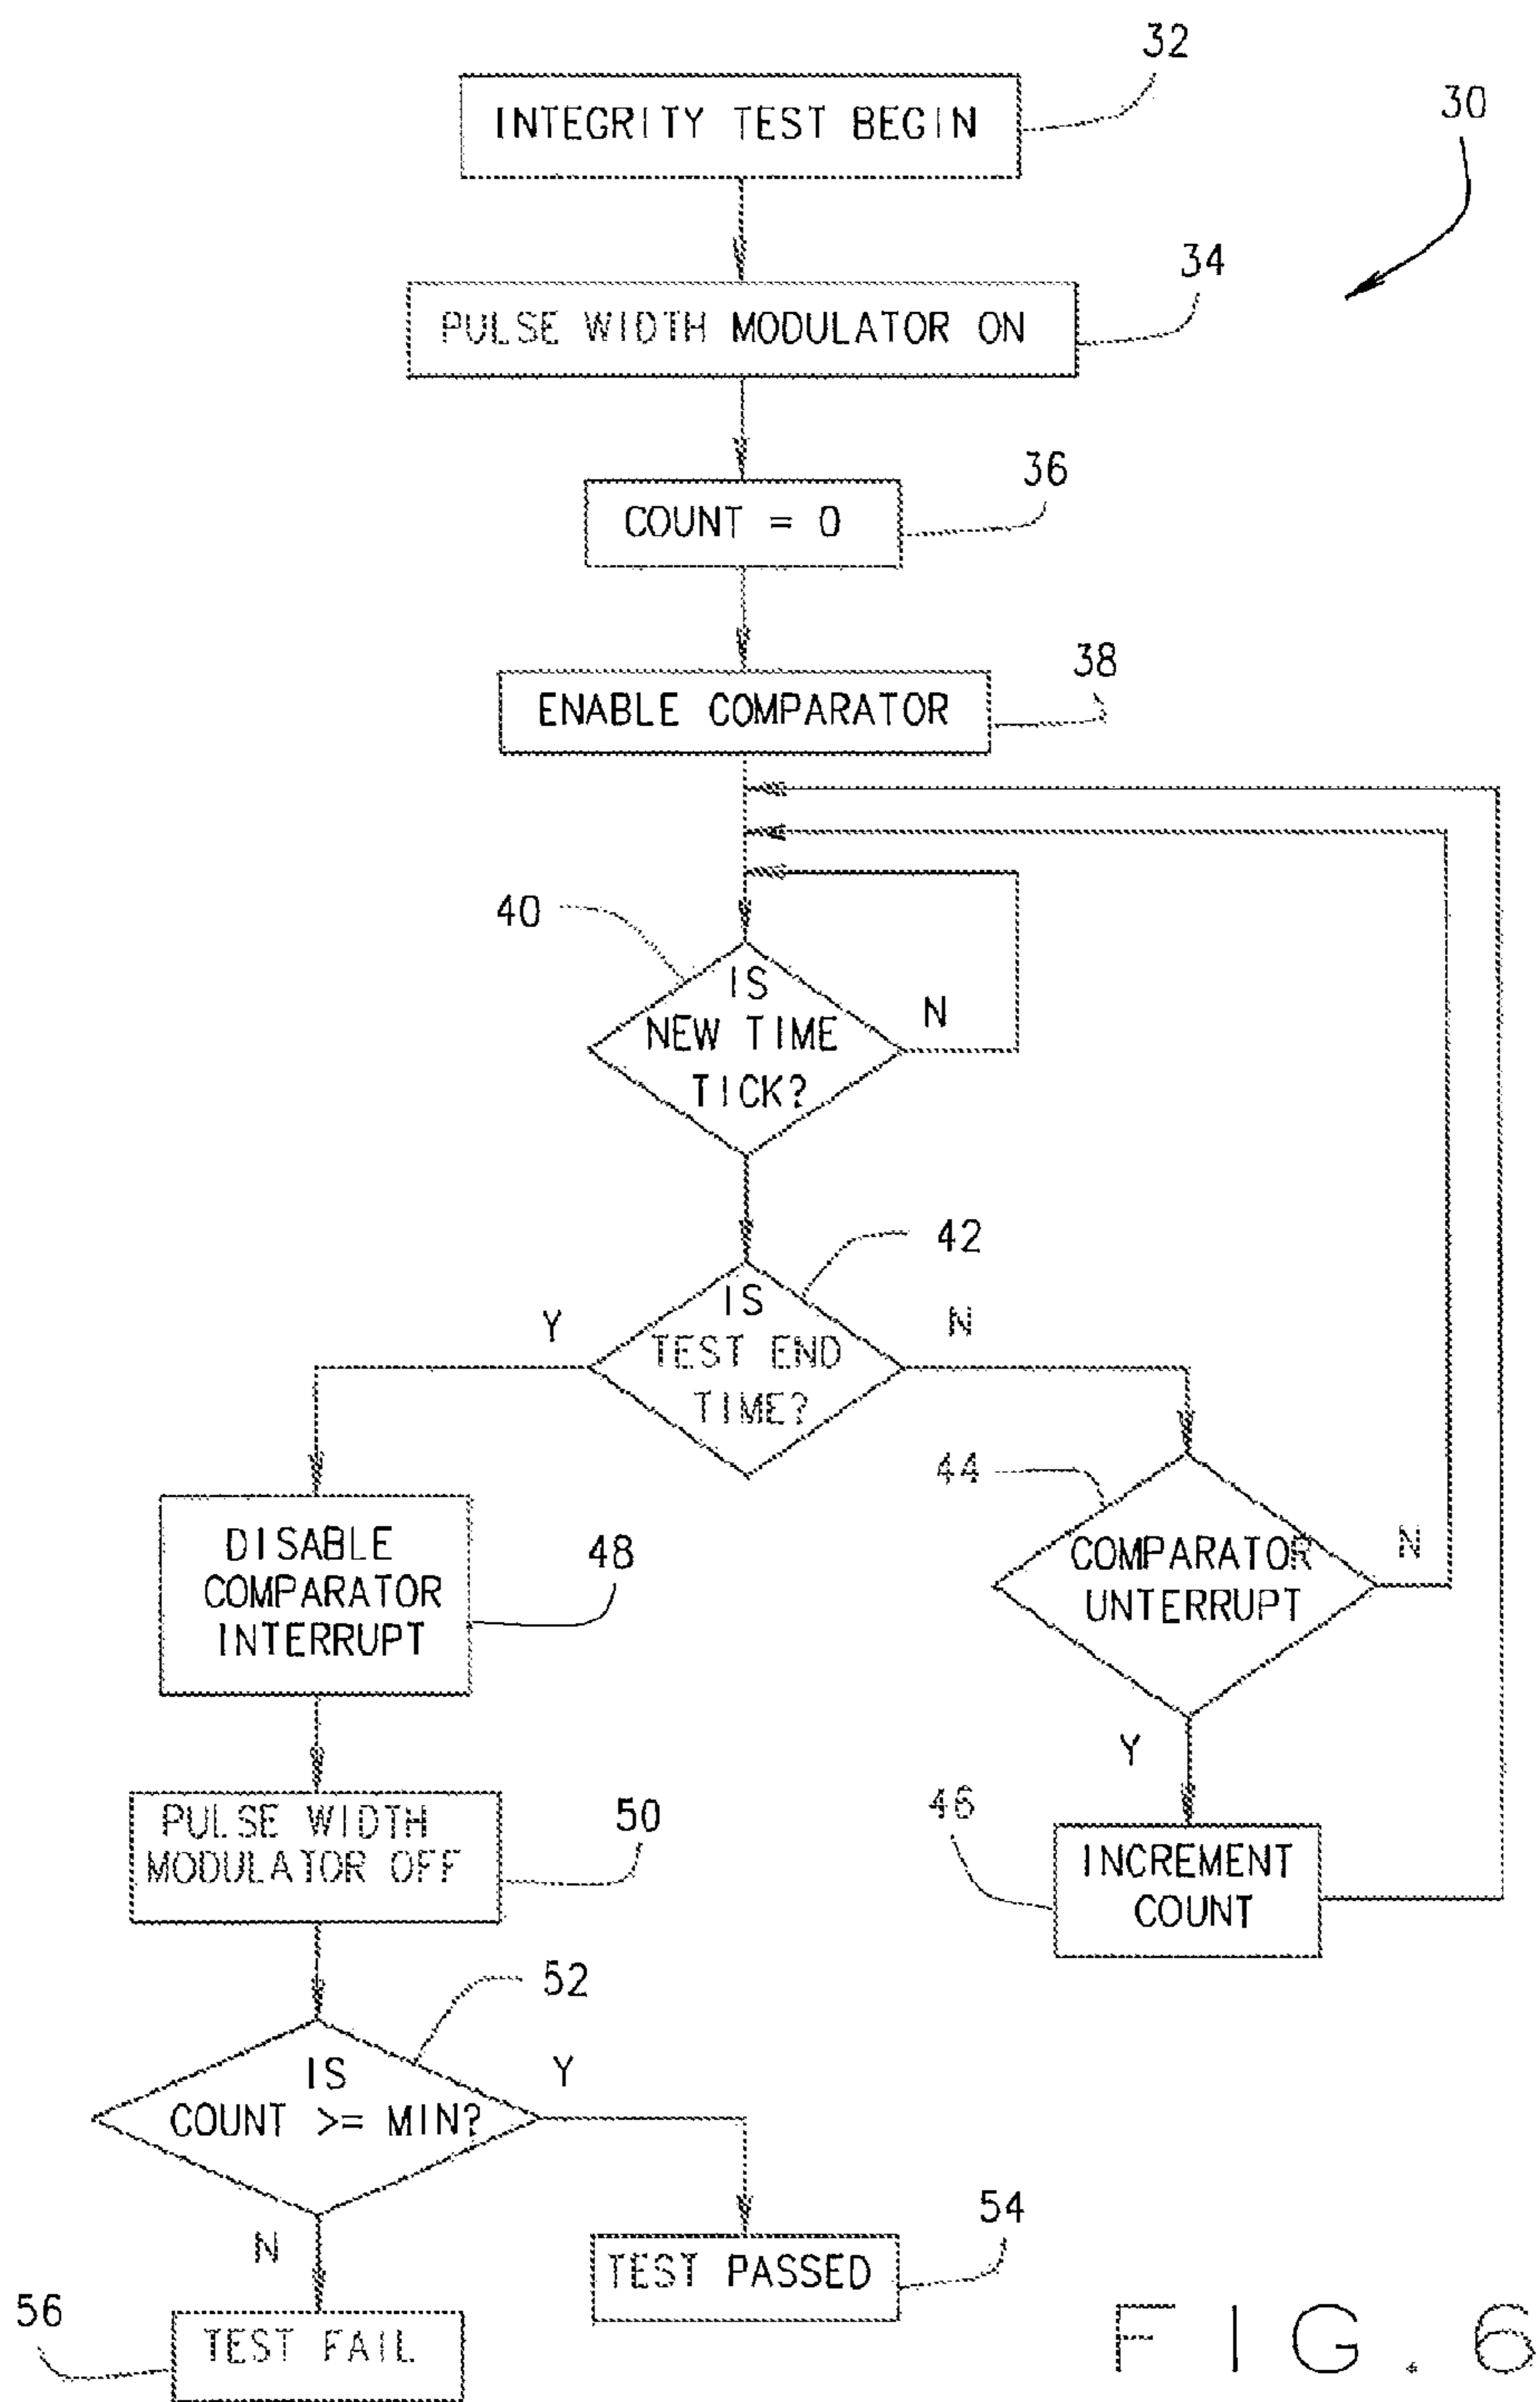 32
INTEGRITY TEST BEGIN
30
34
PULSE WIDTH MODULATOR ON
36
COUNT = 0
38
ENABLE COMPARATOR
40
IS
NEW TIME
TICK?
N
42
IS
TEST END
TIME?
Y
N
44
COMPARATOR
UNTERRUPT
N
Y
46
INCREMENT
COUNT
DISABLE
COMPARATOR
INTERRUPT
48
PULSE WIDTH
MODULATOR OFF
50
52
IS
COUNT >= MIN?
Y
N
54
TEST PASSED
56
TEST FAIL
FIG. 6